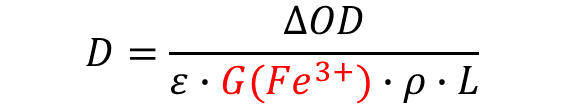 D = ΔOD / (ε · G(Fe³⁺) · ρ · L)